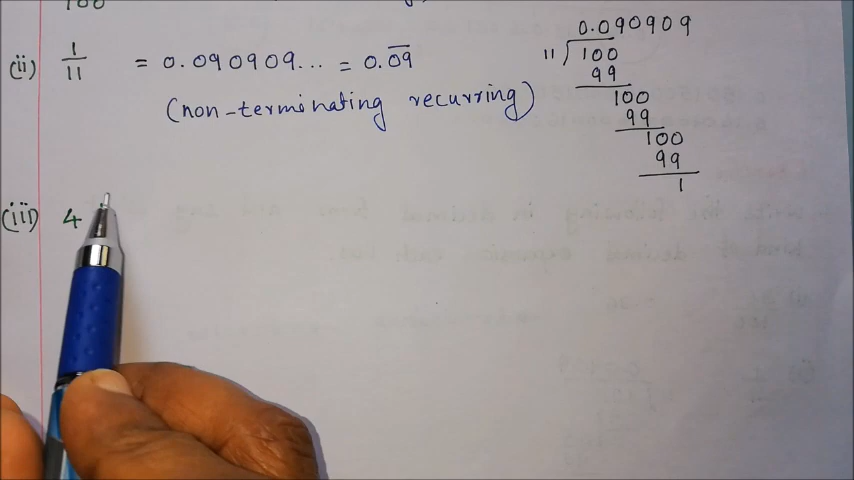 100
(ii) 1/11 = 0.090909... = 0.0̅9̅
(non-terminating recurring)
0.090909
11 ) 100
99
100
99
100
99
1
(iii) 4